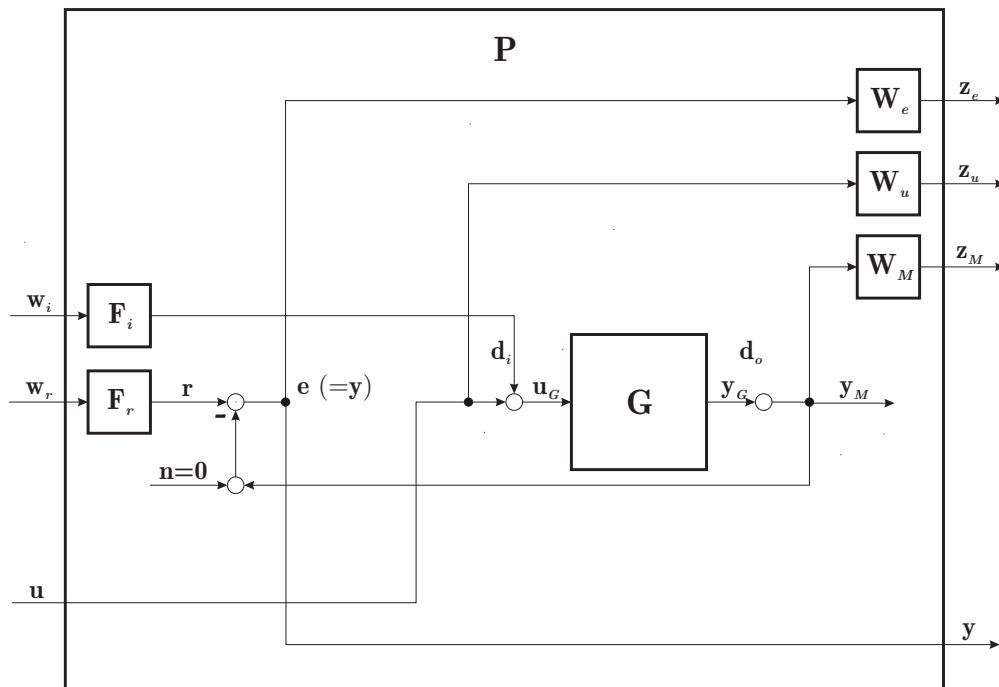 P
W_e
z_e
W_u
z_u
W_M
z_M
w_i
F_i
d_i
w_r
F_r
r
-
e (=y)
u_G
G
y_G
d_o
y_M
n=0
u
y